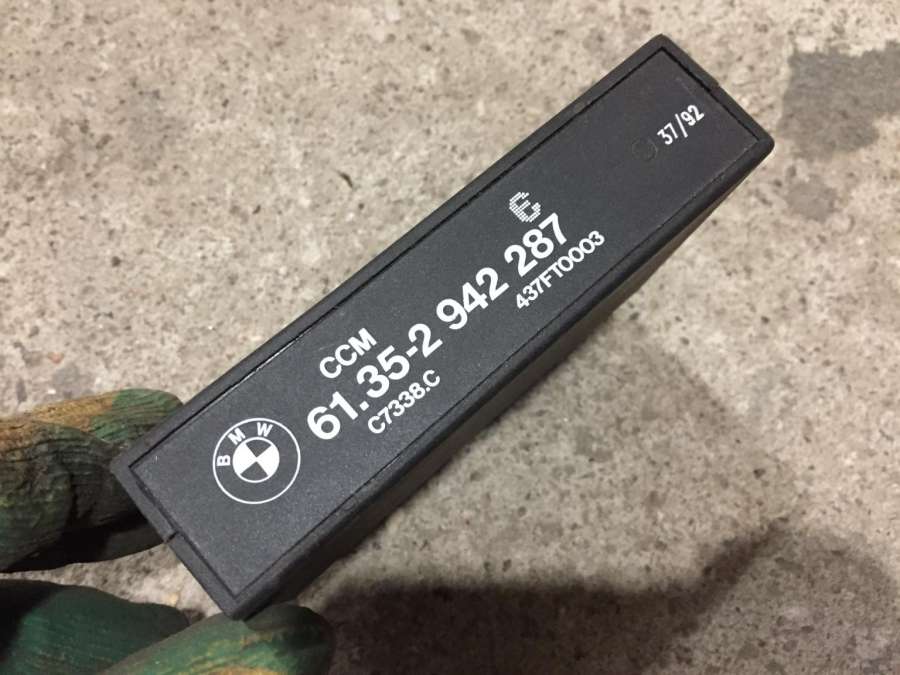 37/92
CCM
61.35-2 942 287
C7338.C
437FT0003
BMW